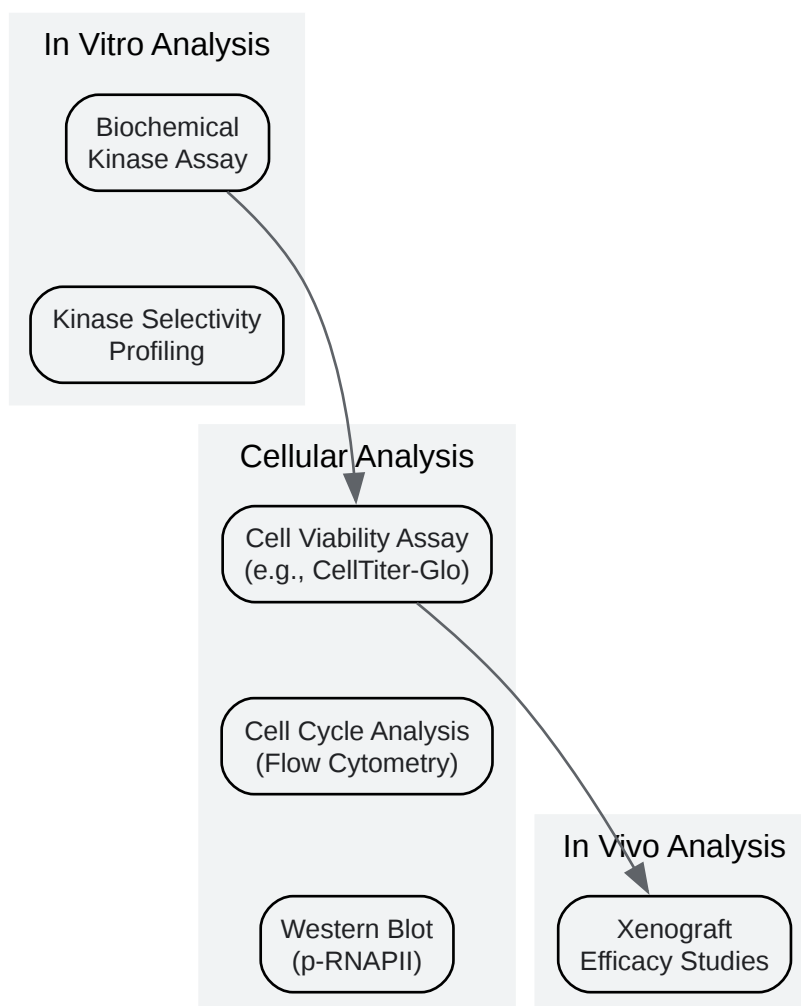 In Vitro Analysis
Biochemical
Kinase Assay
Kinase Selectivity
Profiling
Cellular Analysis
Cell Viability Assay
(e.g., CellTiter-Glo)
Cell Cycle Analysis
(Flow Cytometry)
Western Blot
(p-RNAPII)
In Vivo Analysis
Xenograft
Efficacy Studies